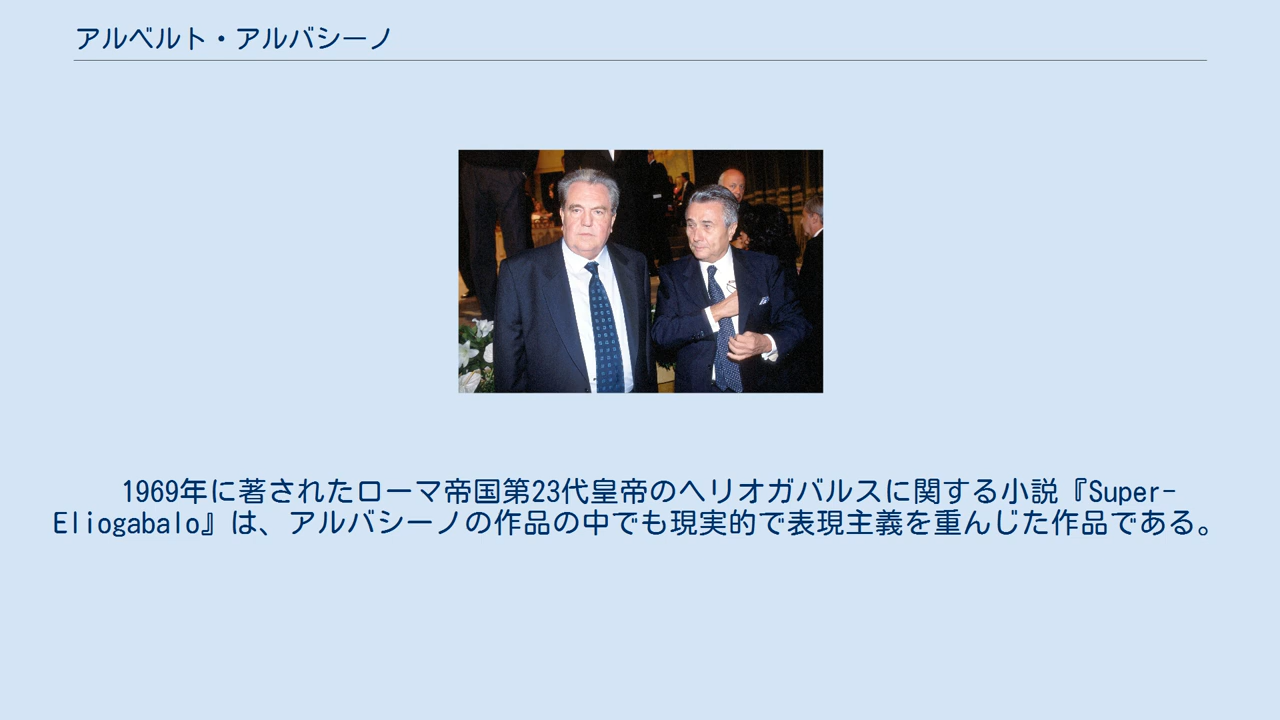 アルベルト・アルバシーノ
1969年に著されたローマ帝国第23代皇帝のヘリオガバルスに関する小説『Super-
Eliogabalo』は、アルバシーノの作品の中でも現実的で表現主義を重んじた作品である。